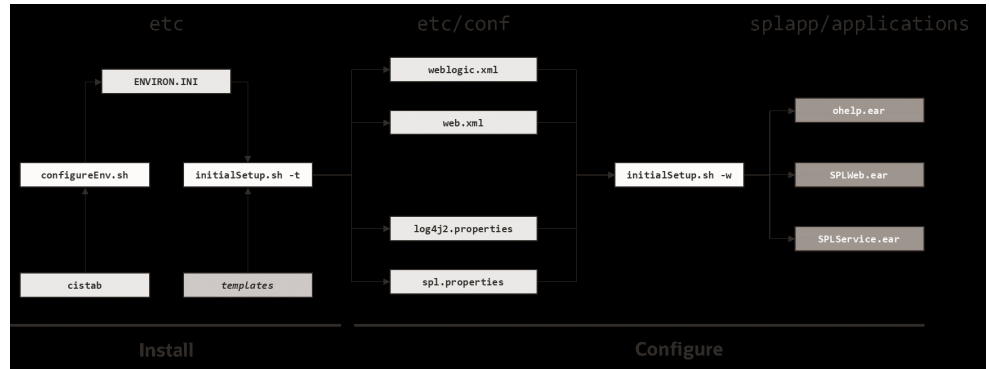 etc
etc/conf
splapp/applications
ENVIRON.INI
weblogic.xml
ohelp.ear
web.xml
configureEnv.sh
initialSetup.sh -t
initialSetup.sh -w
SPLWeb.ear
log4j2.properties
SPLService.ear
cistab
templates
spl.properties
Install
Configure